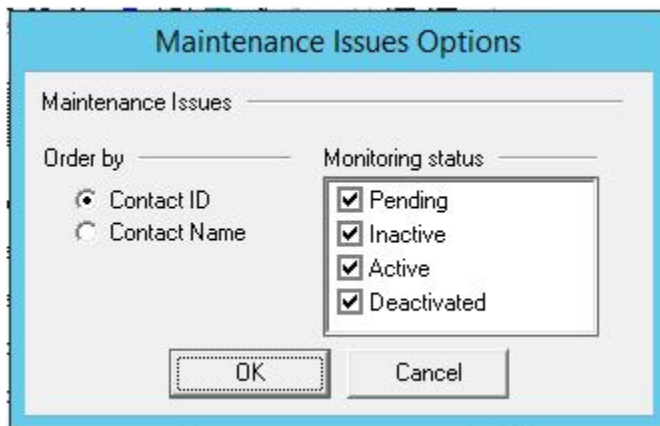 Maintenance Issues Options
Maintenance Issues
Order by
Contact ID
Contact Name
Monitoring status
Pending
Inactive
Active
Deactivated
OK
Cancel